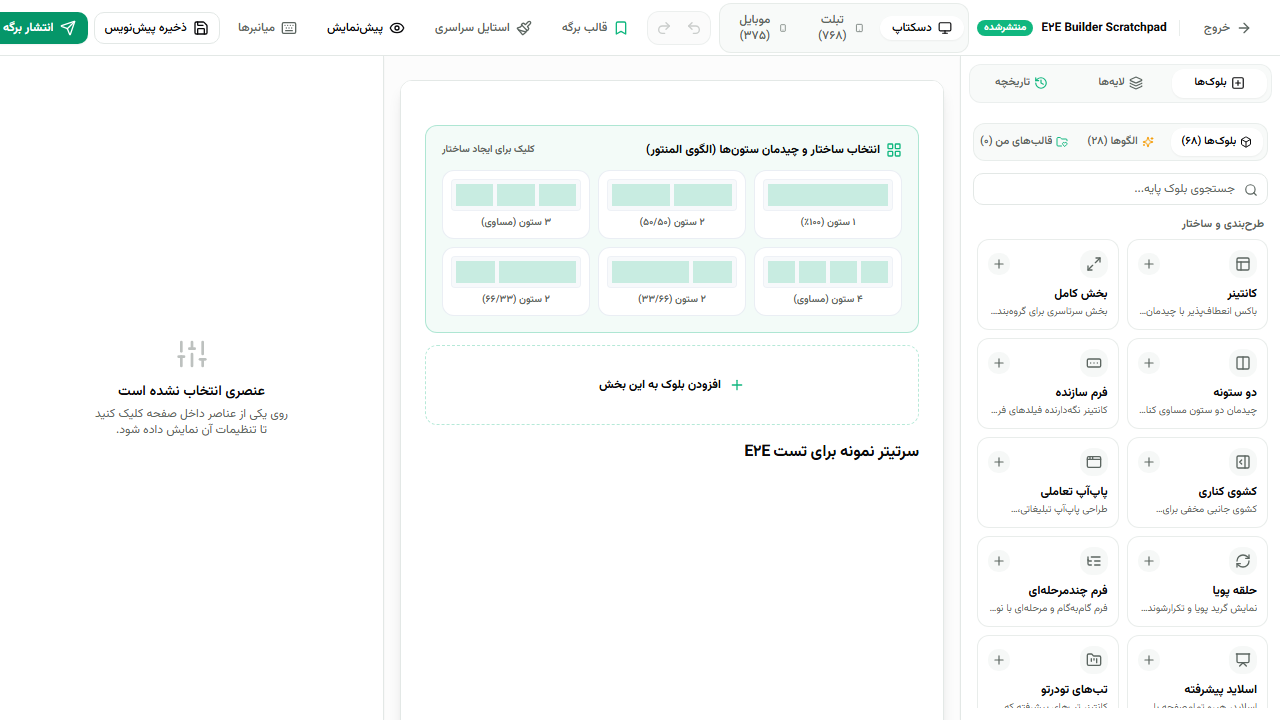 خروج
E2E Builder Scratchpad
منتشرشده
دسکتاپ
تبلت (۷۶۸)
موبایل (۳۷۵)
قالب برگه
استایل سراسری
پیش‌نمایش
میانبرها
ذخیره پیش‌نویس
انتشار برگه
بلوک‌ها
لایه‌ها
تاریخچه
بلوک‌ها (۶۸)
الگوها (۲۸)
قالب‌های من (۰)
جستجوی بلوک پایه...
طرح‌بندی و ساختار
کانتینر
باکس انعطاف‌پذیر با چیدمان...
بخش کامل
بخش سرتاسری برای گروه‌بند...
دو ستونه
چیدمان دو ستون مساوی کنا...
فرم سازنده
کانتینر نگه‌دارنده فیلدهای فر...
کشوی کناری
کشوی جانبی مخفی برای...
پاپ‌آپ تعاملی
طراحی پاپ‌آپ تبلیغاتی،...
حلقه پویا
نمایش گرید پویا و تکرارشوند...
فرم چندمرحله‌ای
فرم گام‌به‌گام و مرحله‌ای با نو...
اسلاید پیشرفته
تب‌های تودرتو
انتخاب ساختار و چیدمان ستون‌ها (الگوی المنتور)
کلیک برای ایجاد ساختار
۱ ستون (۱۰۰٪)
۲ ستون (۵۰/۵۰)
۳ ستون (مساوی)
۴ ستون (مساوی)
۲ ستون (۳۳/۶۶)
۲ ستون (۶۶/۳۳)
افزودن بلوک به این بخش
سرتیتر نمونه برای تست E2E
عنصری انتخاب نشده است
روی یکی از عناصر داخل صفحه کلیک کنید
تا تنظیمات آن نمایش داده شود.